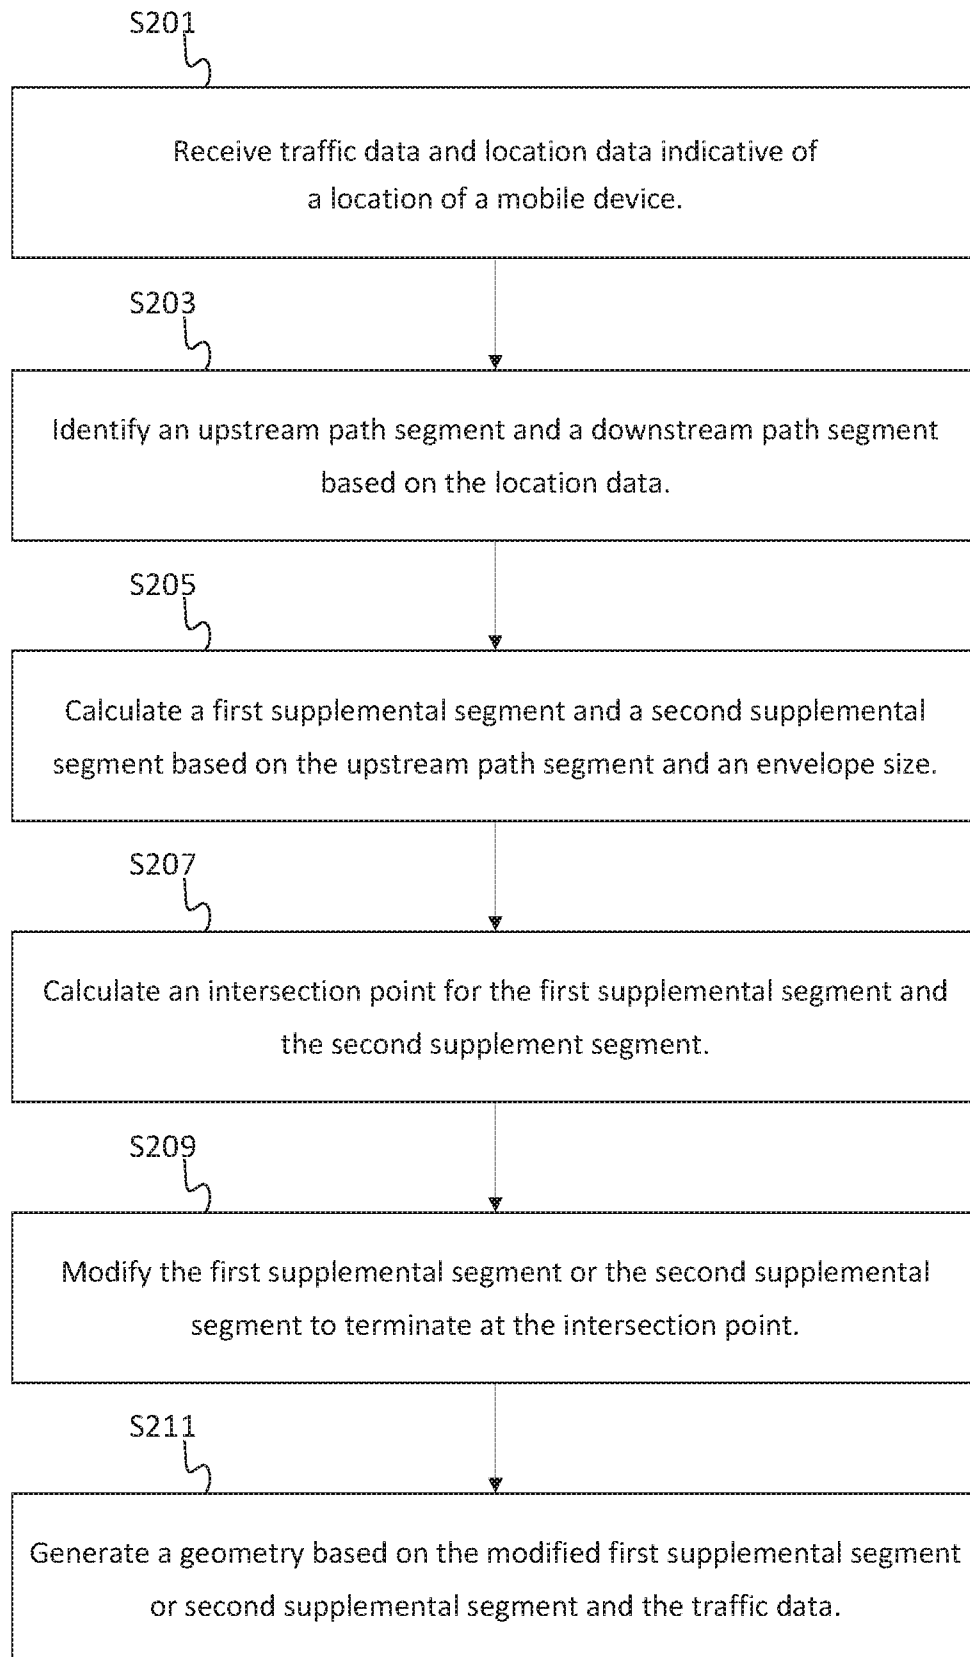 S201
Receive traffic data and location data indicative of
a location of a mobile device.
S203
Identify an upstream path segment and a downstream path segment
based on the location data.
S205
Calculate a first supplemental segment and a second supplemental
segment based on the upstream path segment and an envelope size.
S207
Calculate an intersection point for the first supplemental segment and
the second supplement segment.
S209
Modify the first supplemental segment or the second supplemental
segment to terminate at the intersection point.
S211
Generate a geometry based on the modified first supplemental segment
or second supplemental segment and the traffic data.